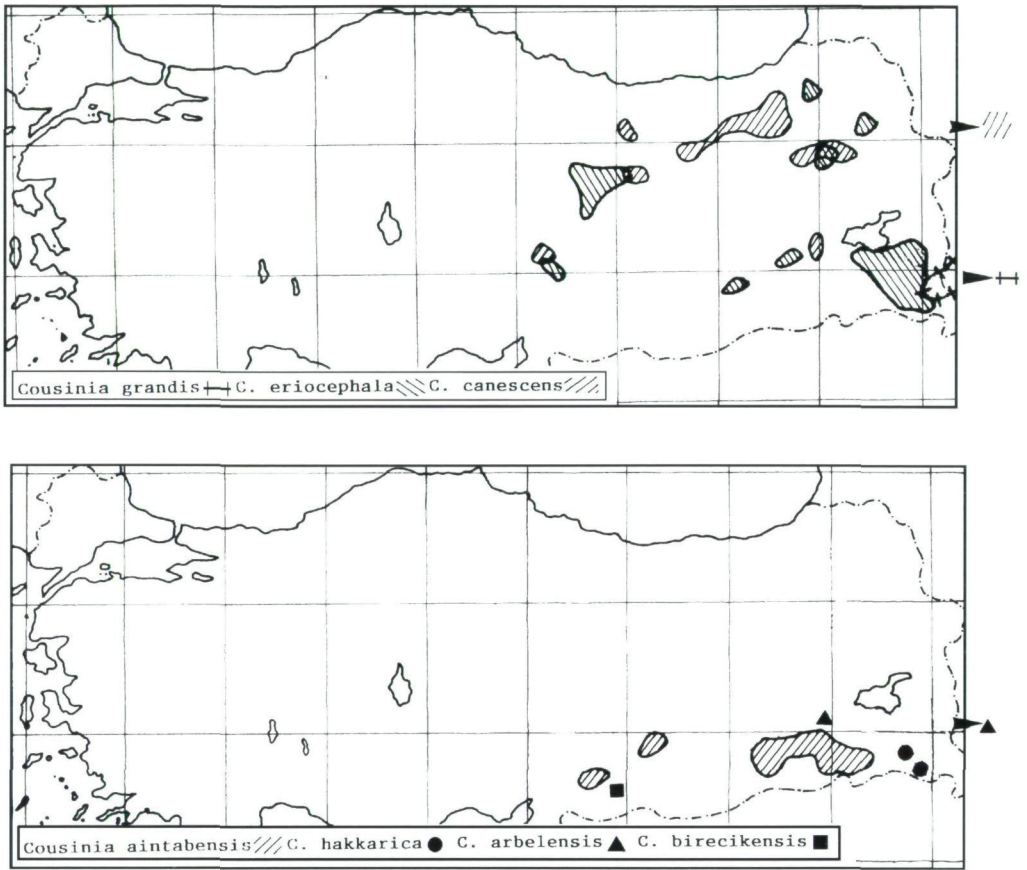 Cousinia grandis C. eriocephala C. canescens
Cousinia aintabensis C. hakkarica C. arbelensis C. birecikensis